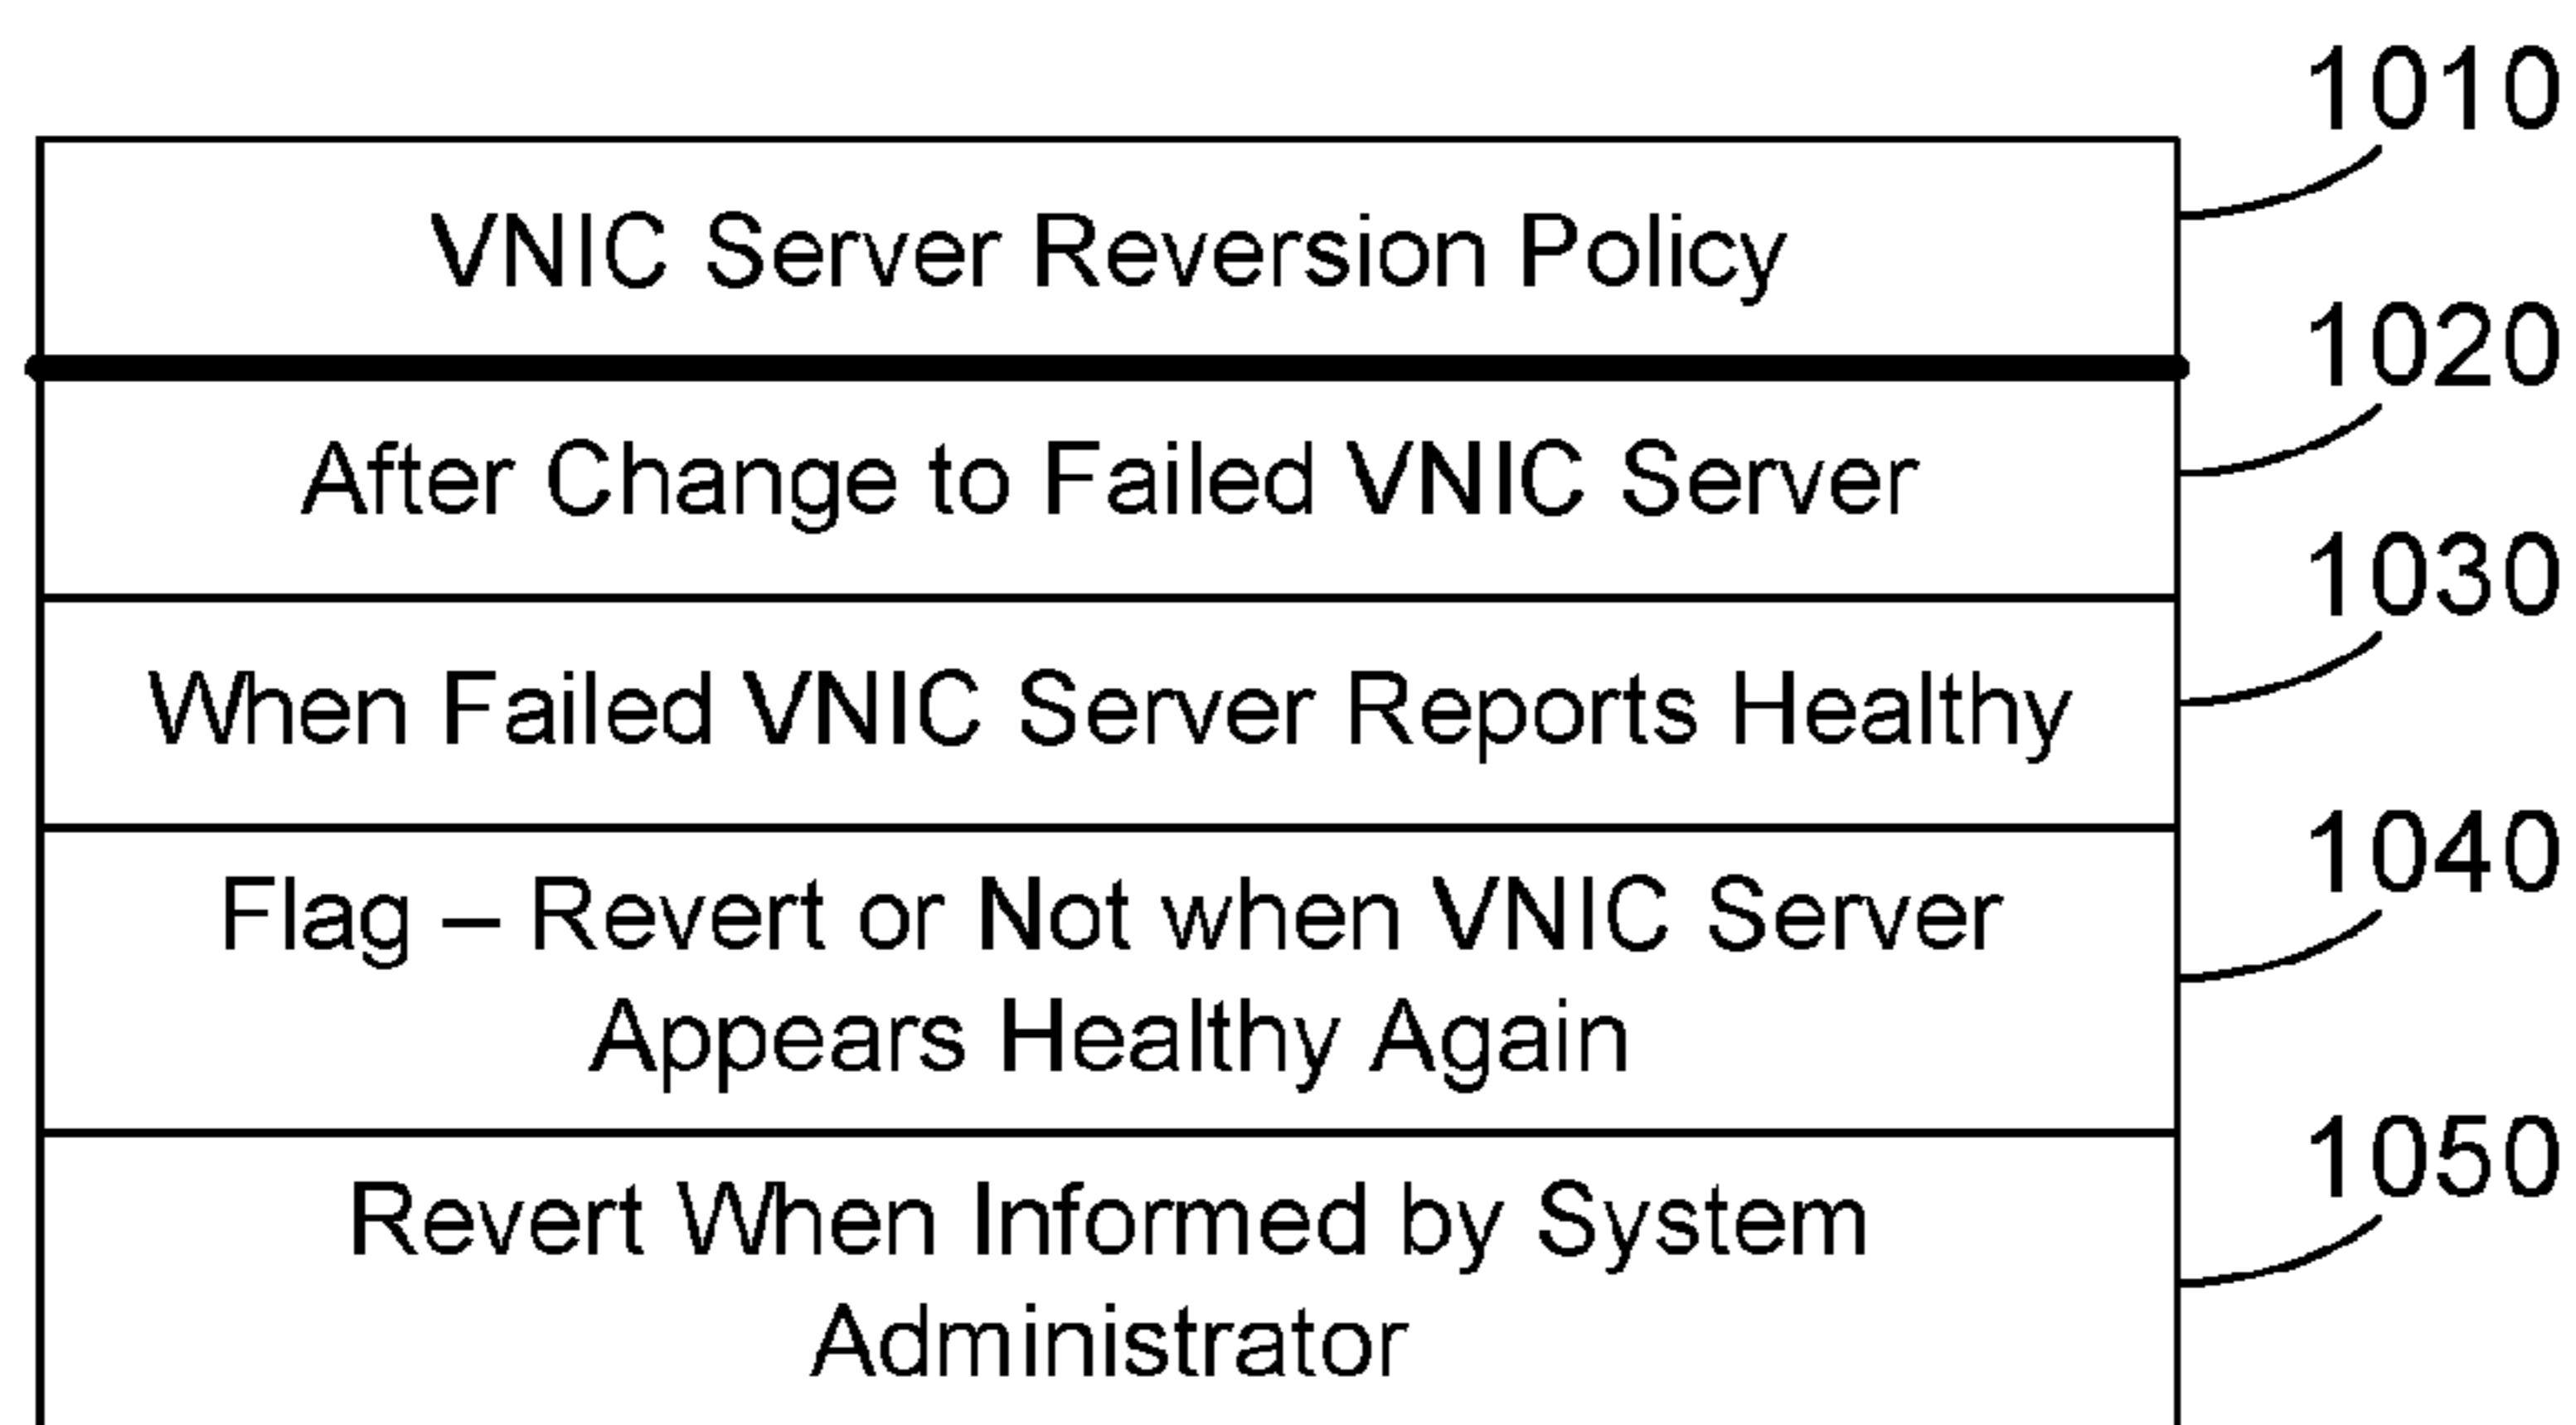 1010
VNIC Server Reversion Policy
1020
After Change to Failed VNIC Server
1030
When Failed VNIC Server Reports Healthy
1040
Flag – Revert or Not when VNIC Server
Appears Healthy Again
1050
Revert When Informed by System
Administrator